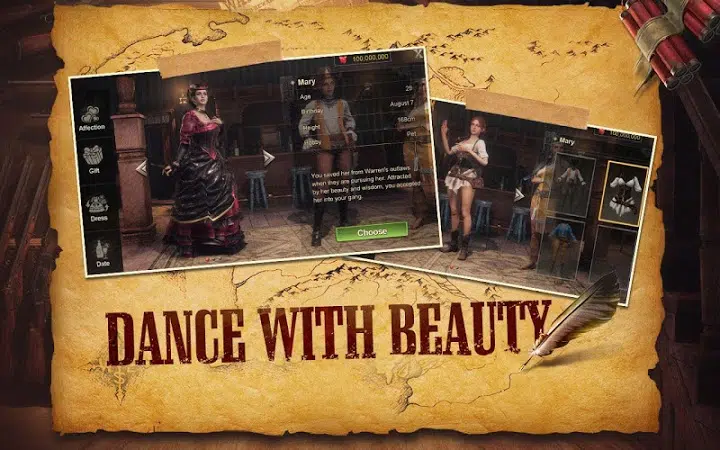 100,000,000
Mary
Age 29
Birthday August 7
Height 168cm
Hobby Pet
You saved her from Warren's outlaws
when they are pursuing her. Attracted
by her beauty and wisdom, you accepted
her into your gang.
Choose
Affection
Gift
Dress
Date
100,000,000
Mary
DANCE WITH BEAUTY